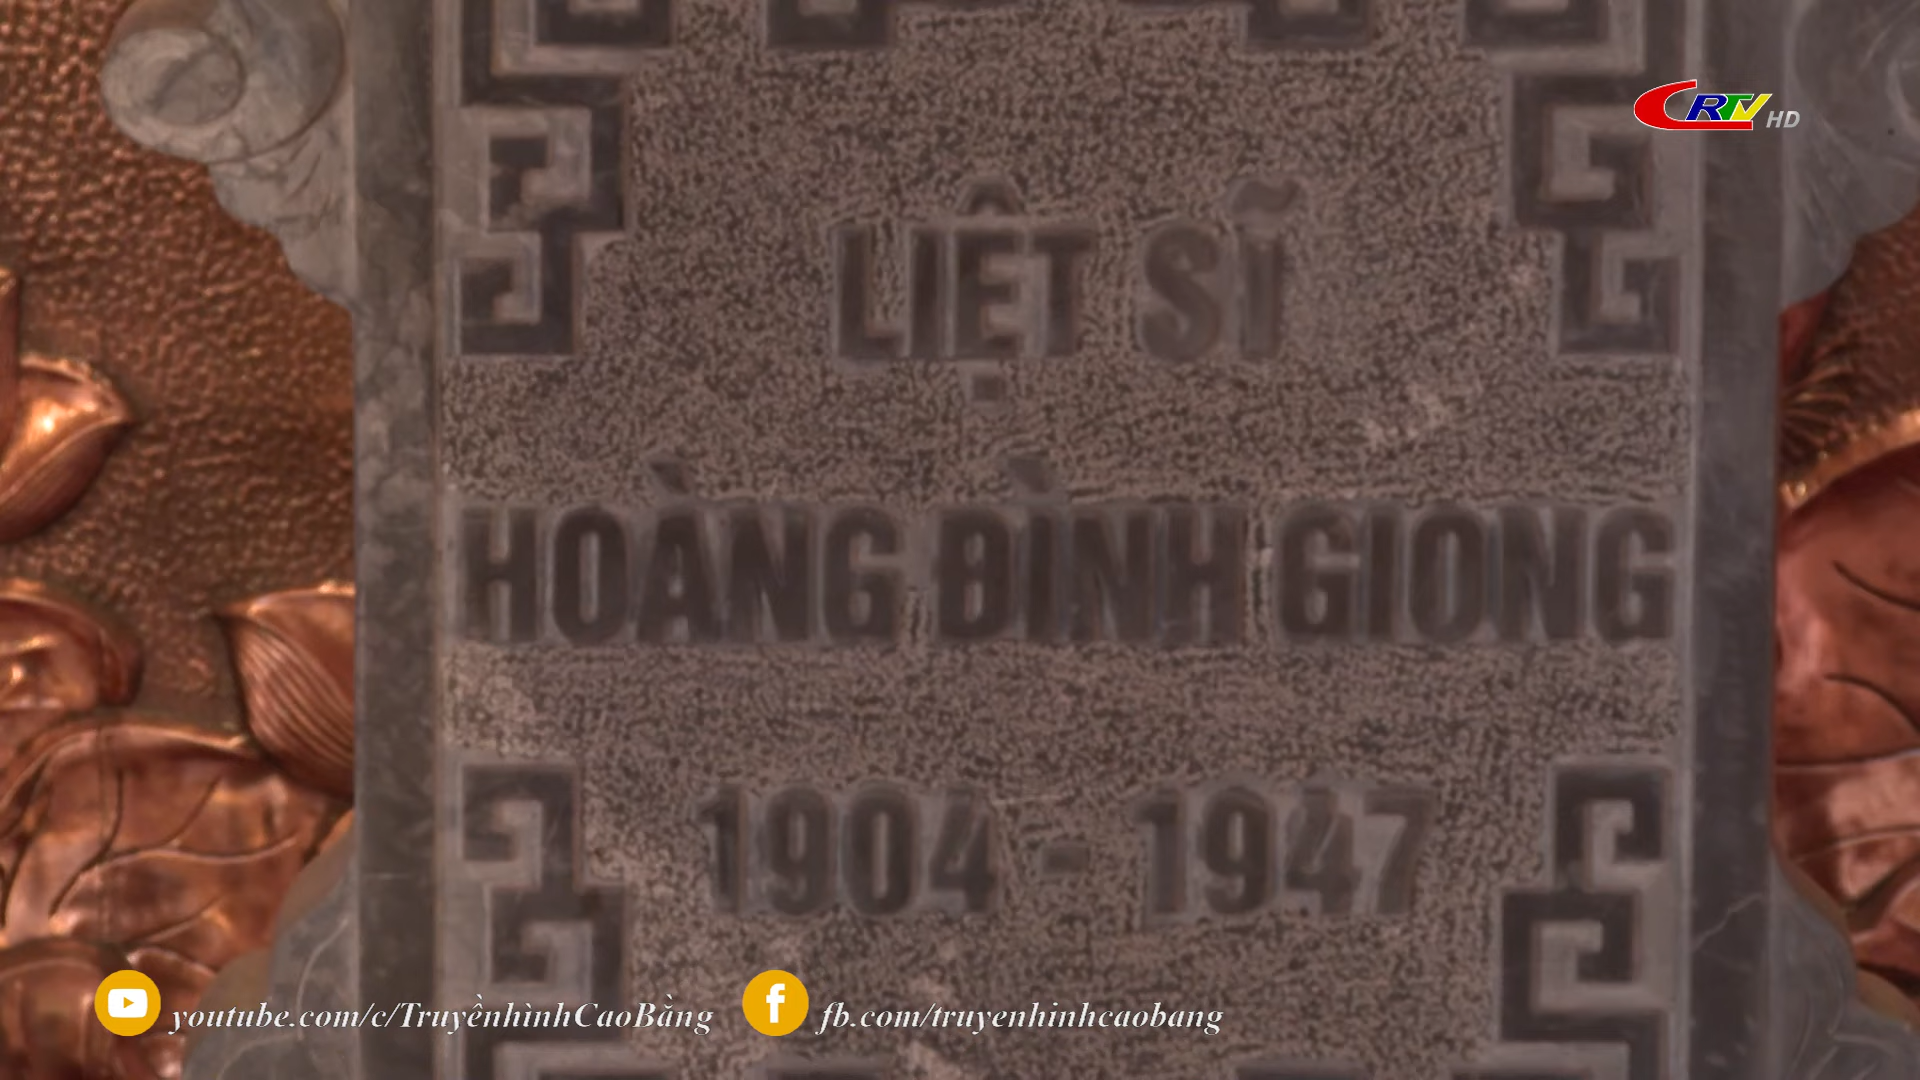 CRTV HD
LIỆT SĨ
HOÀNG ĐÌNH GIONG
1904 - 1947
youtube.com/c/TruyềnhìnhCaoBằng
fb.com/truyenhinhcaobang